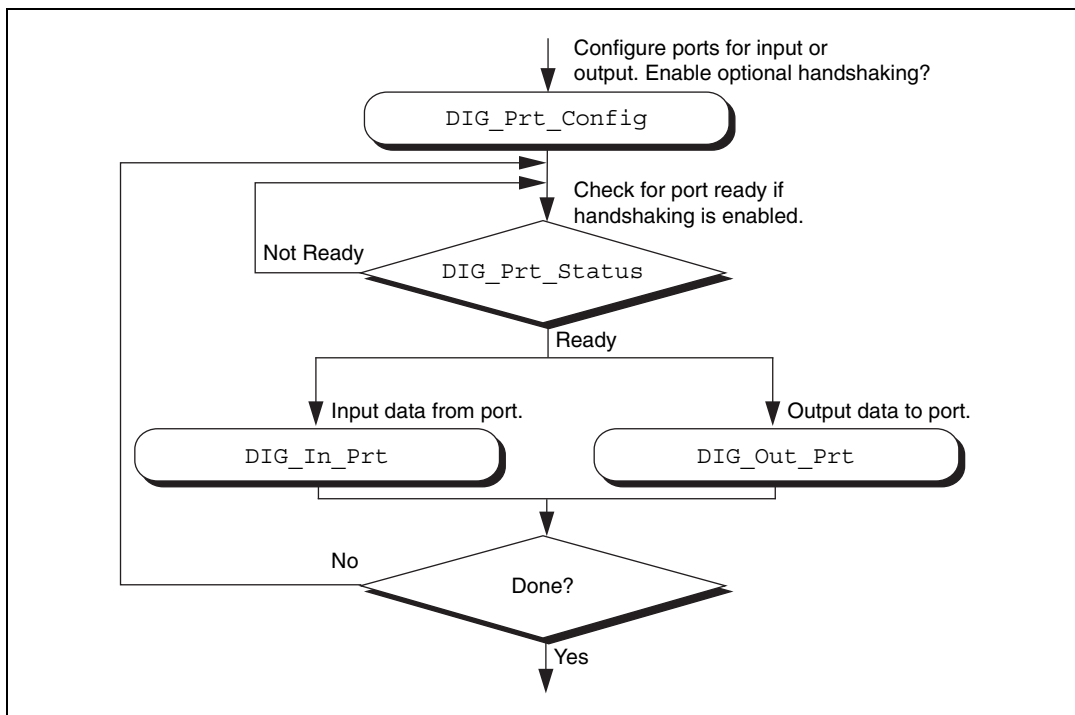 Configure ports for input or
output. Enable optional handshaking?
DIG_Prt_Config
Check for port ready if
handshaking is enabled.
Not Ready
DIG_Prt_Status
Ready
Input data from port.
Output data to port.
DIG_In_Prt
DIG_Out_Prt
No
Done?
Yes